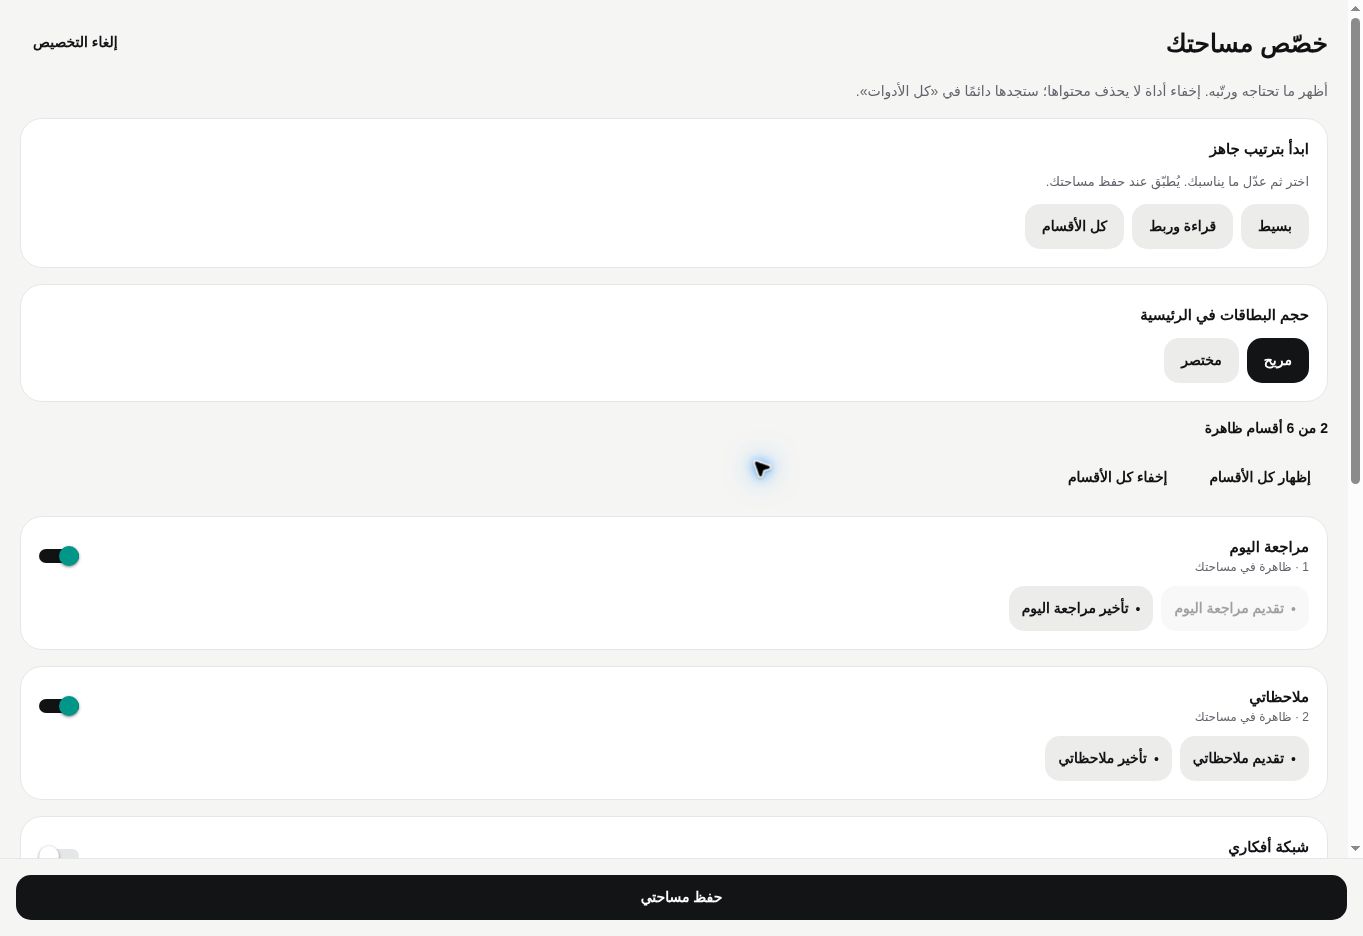 خصّص مساحتك
إلغاء التخصيص
أظهر ما تحتاجه ورتّبه. إخفاء أداة لا يحذف محتواها؛ ستجدها دائمًا في «كل الأدوات».
ابدأ بترتيب جاهز
اختر ثم عدّل ما يناسبك. يُطبّق عند حفظ مساحتك.
بسيط
قراءة وربط
كل الأقسام
حجم البطاقات في الرئيسية
مريح
مختصر
2 من 6 أقسام ظاهرة
إظهار كل الأقسام
إخفاء كل الأقسام
مراجعة اليوم
1 · ظاهرة في مساحتك
• تقديم مراجعة اليوم
• تأخير مراجعة اليوم
ملاحظاتي
2 · ظاهرة في مساحتك
• تقديم ملاحظاتي
• تأخير ملاحظاتي
شبكة أفكاري
حفظ مساحتي